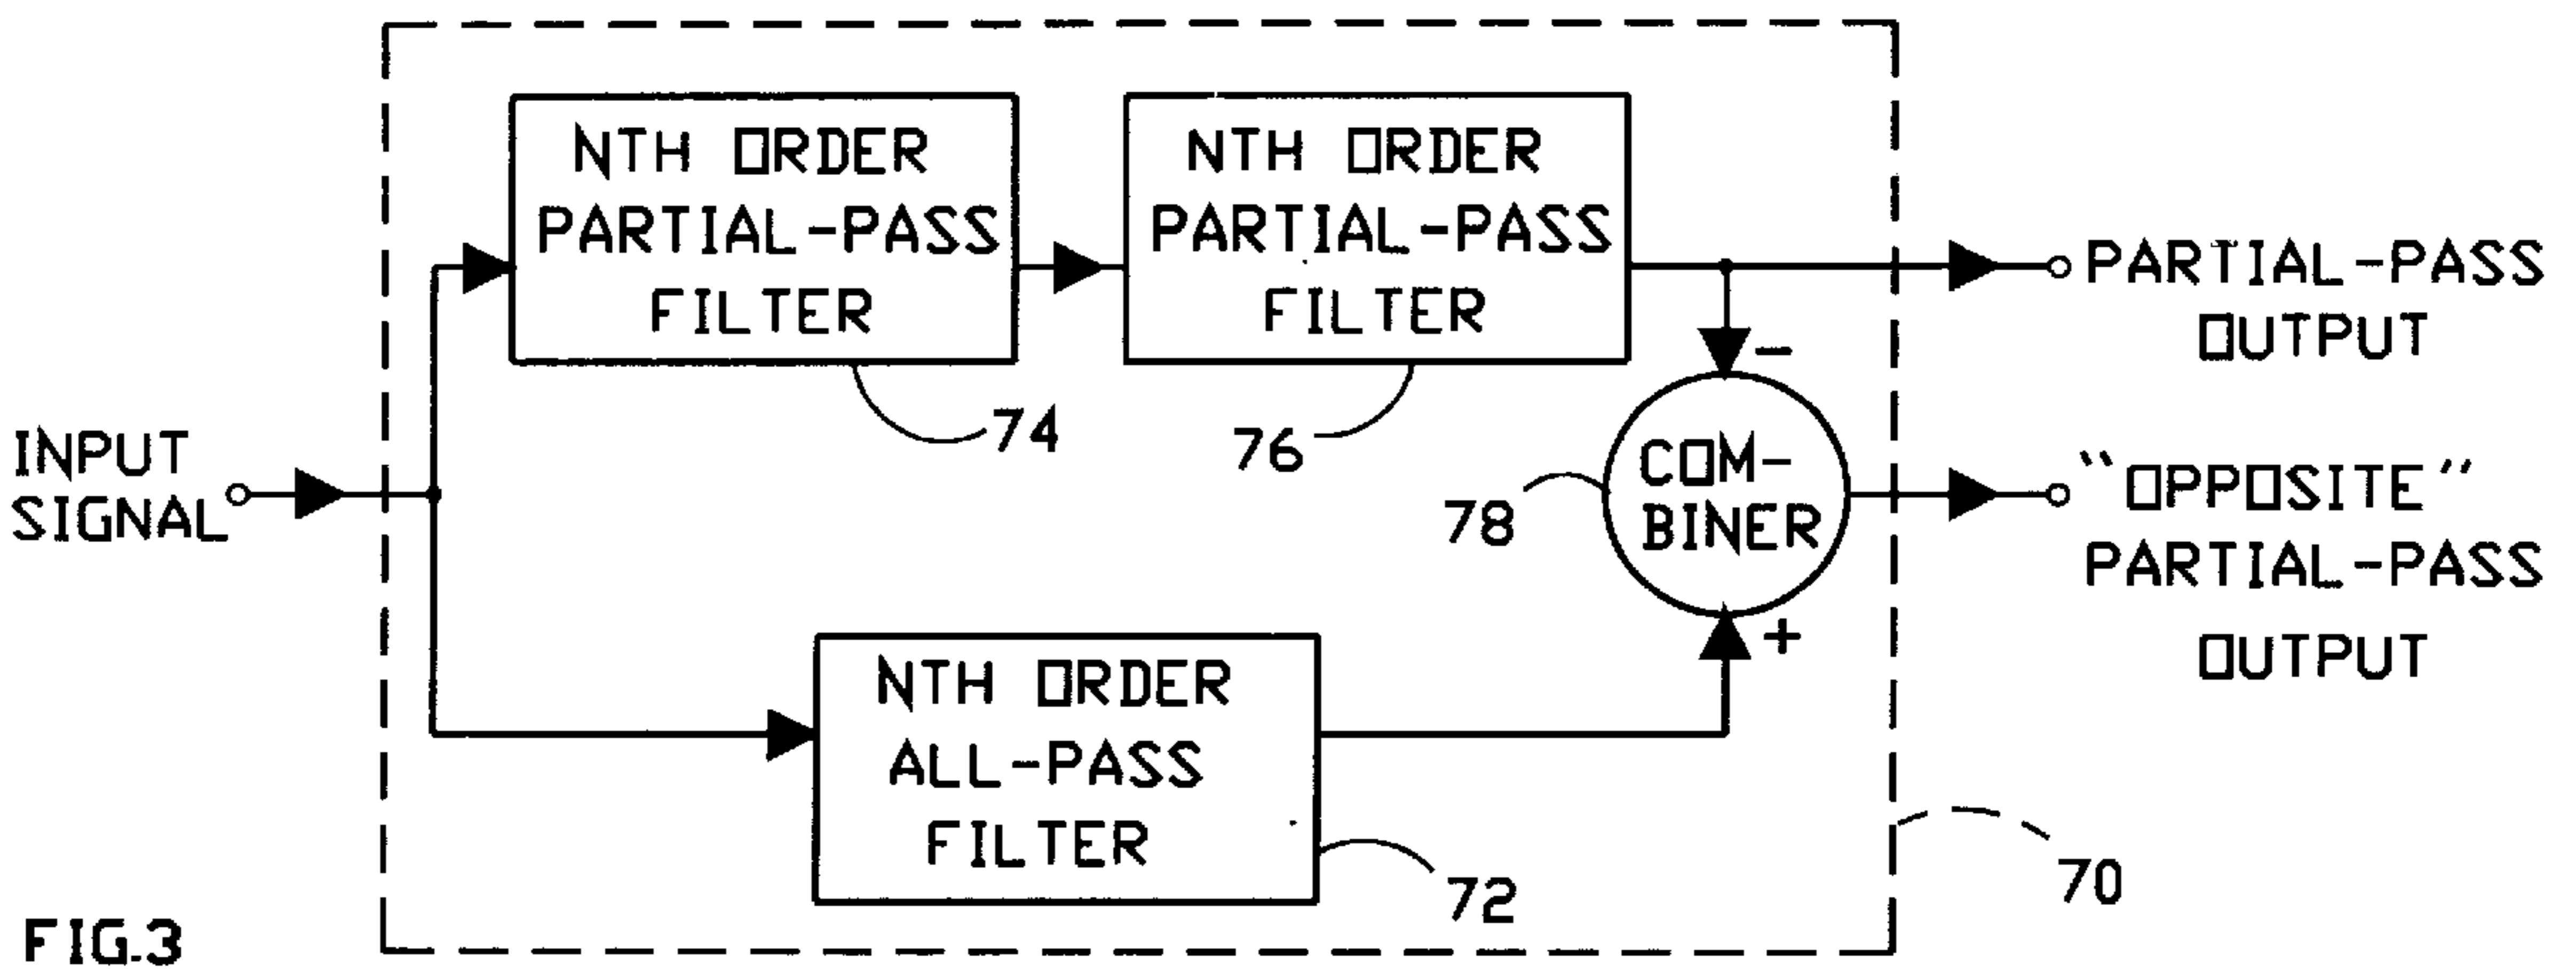 NTH ORDER
PARTIAL-PASS
FILTER
74
NTH ORDER
PARTIAL-PASS
FILTER
76
PARTIAL-PASS
OUTPUT
INPUT
SIGNAL
-
COM-
BINER
78
+
"OPPOSITE"
PARTIAL-PASS
OUTPUT
NTH ORDER
ALL-PASS
FILTER
72
70
FIG.3